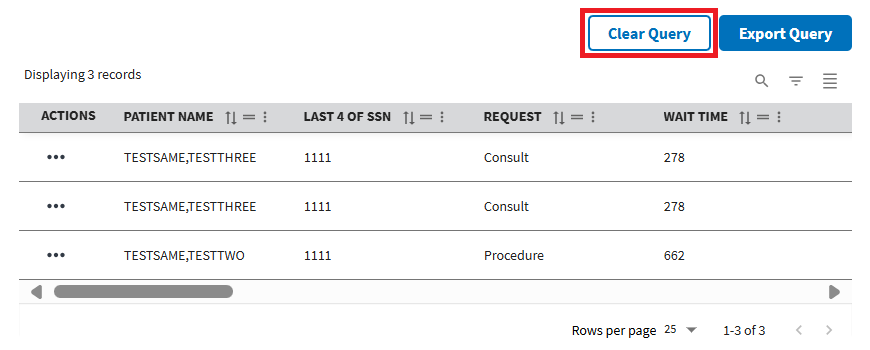 Clear Query Export Query
Displaying 3 records
ACTIONS PATIENT NAME LAST 4 OF SSN REQUEST WAIT TIME
TESTSAME,TESTTHREE 1111 Consult 278
TESTSAME,TESTTHREE 1111 Consult 278
TESTSAME,TESTTWO 1111 Procedure 662
Rows per page 25 1-3 of 3